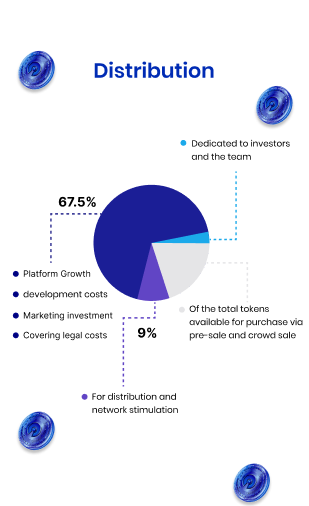 Distribution
Dedicated to investors
and the team
67.5%
Platform Growth
development costs
Marketing investment
Covering legal costs
Of the total tokens
available for purchase via
pre-sale and crowd sale
9%
For distribution and
network stimulation